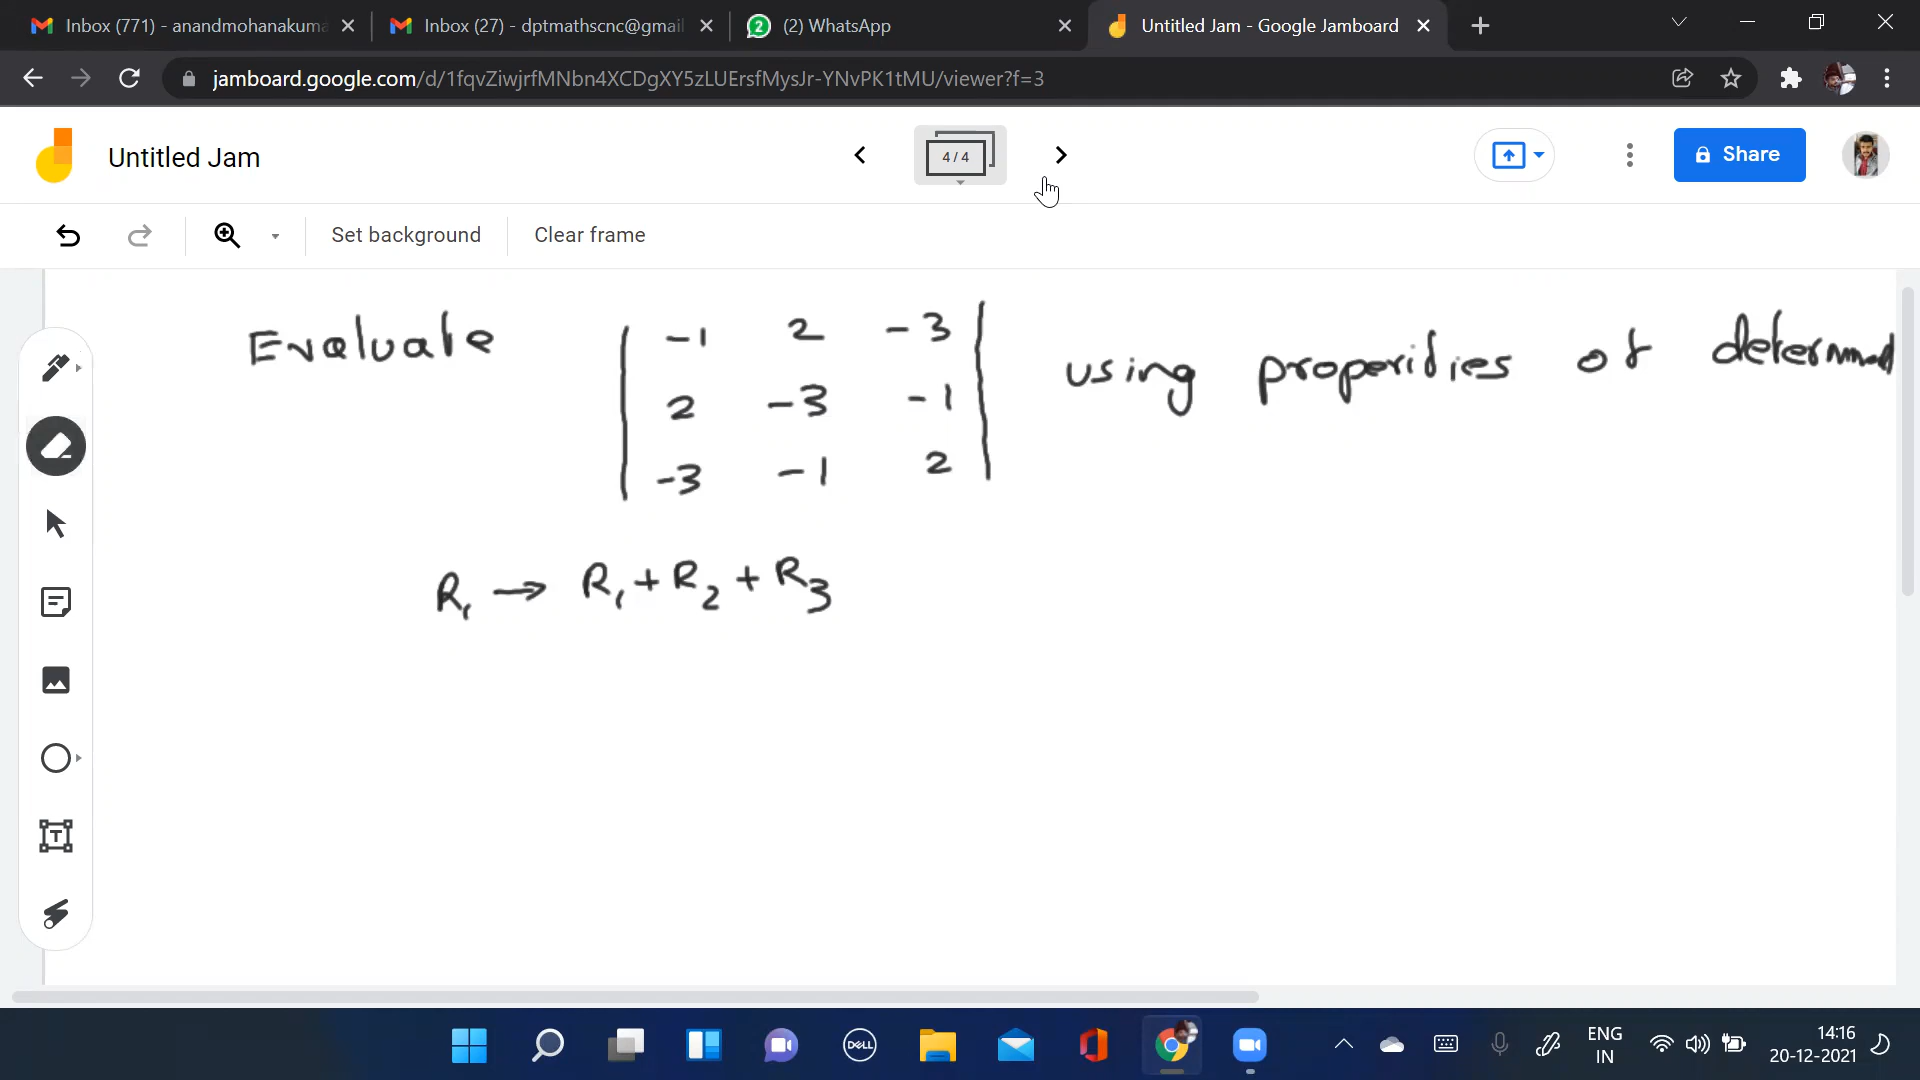 Inbox (771) - anandmohanakuma
Inbox (27) - dptmathscnc@gmail
(2) WhatsApp
Untitled Jam - Google Jamboard
jamboard.google.com/d/1fqvZiwjrfMNbn4XCDgXY5zLUErsfMysJr-YNvPK1tMU/viewer?f=3
Untitled Jam
4 / 4
Share
Set background
Clear frame
Evaluate | -1 2 -3 | using properidies of
| 2 -3 -1 |
| -3 -1 2 |
R₁ → R₁ + R₂ + R₃
DELL
ENG
IN
14:16
20-12-2021